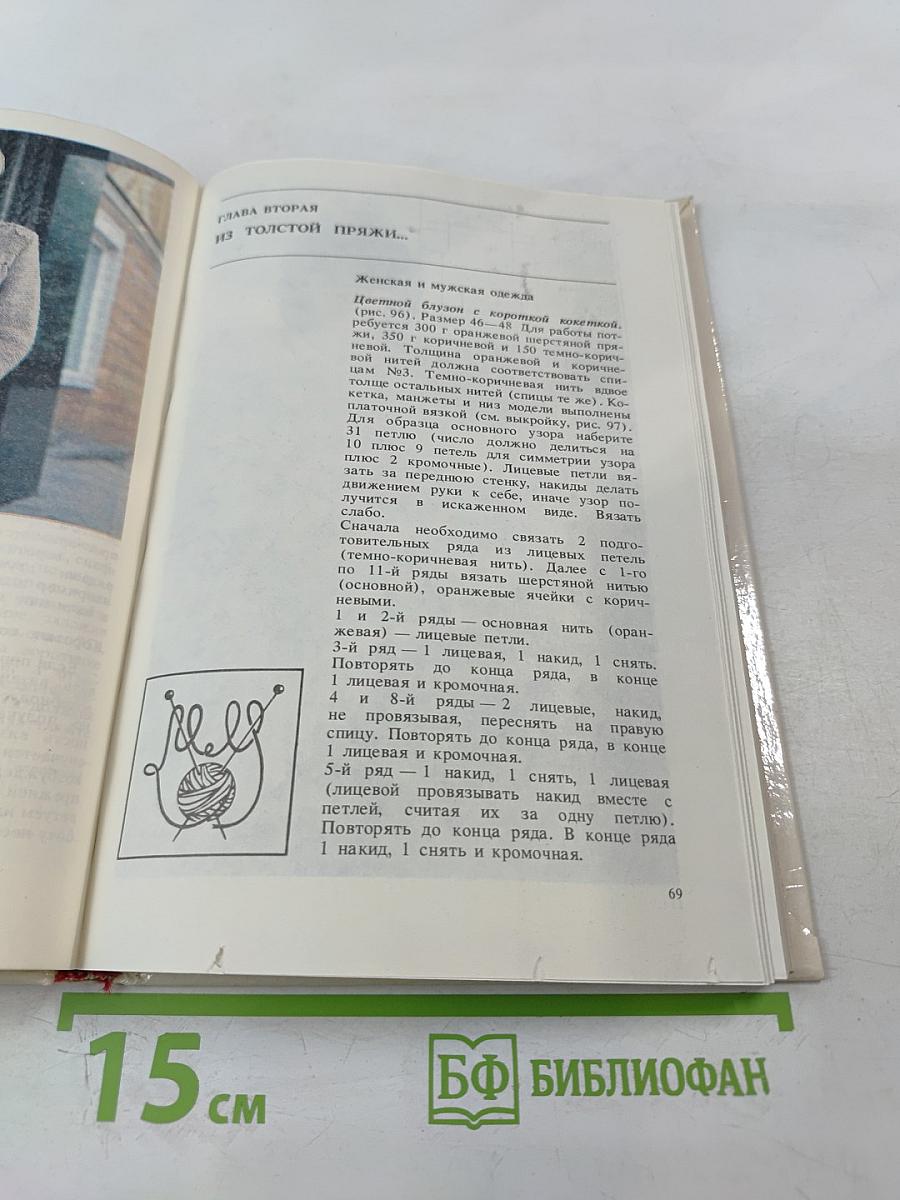 ГЛАВА ВТОРАЯ
ИЗ ТОЛСТОЙ ПРЯЖИ...
Женская и мужская одежда
Цветной блузон с короткой кокеткой.
(рис. 96). Размер 46—48 Для работы пот-
ребуется 300 г оранжевой шерстяной пря-
жи, 350 г коричневой и 150 темно-корич-
невой. Толщина оранжевой и коричне-
вой нитей должна соответствовать спи-
цам №3. Темно-коричневая нить вдвое
толще остальных нитей (спицы те же). Ко-
кетка, манжеты и низ модели выполнены
платочной вязкой (см. выкройку, рис. 97).
Для образца основного узора наберите
31 петлю (число должно делиться на
10 плюс 9 петель для симметрии узора
плюс 2 кромочные). Лицевые петли вя-
зать за переднюю стенку, накиды делать
движением руки к себе, иначе узор по-
лучится в искаженном виде. Вязать
слабо.
Сначала необходимо связать 2 подго-
товительных ряда из лицевых петель
(темно-коричневая нить). Далее с 1-го
по 11-й ряды вязать шерстяной нитью
(основной), оранжевые ячейки с корич-
невыми.
1 и 2-й ряды — основная нить (оран-
жевая) — лицевые петли.
3-й ряд — 1 лицевая, 1 накид, 1 снять.
Повторять до конца ряда, в конце
1 лицевая и кромочная.
4 и 8-й ряды — 2 лицевые, накид,
не провязывая, переснять на правую
спицу. Повторять до конца ряда, в конце
1 лицевая и кромочная.
5-й ряд — 1 накид, 1 снять, 1 лицевая
(лицевой провязывать накид вместе с
петлей, считая их за одну петлю).
Повторять до конца ряда. В конце ряда
1 накид, 1 снять и кромочная.
69
15 см
БФ БИБЛИОФАН